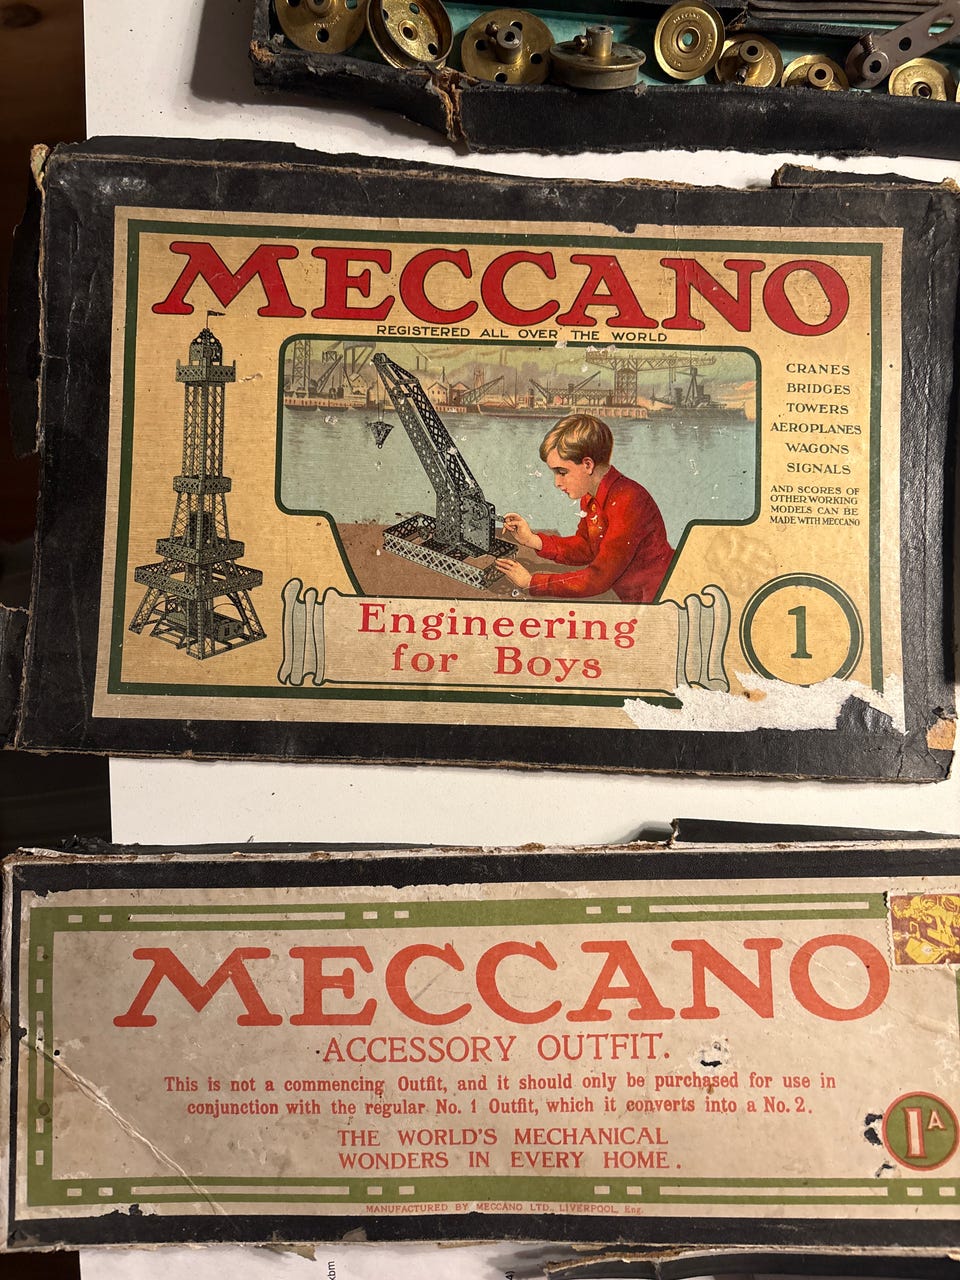 MECCANO
REGISTERED ALL OVER THE WORLD
CRANES
BRIDGES
TOWERS
AEROPLANES
WAGONS
SIGNALS
AND SCORES OF
OTHER WORKING
MODELS CAN BE
MADE WITH MECCANO
Engineering
for Boys
1
MECCANO
ACCESSORY OUTFIT.
This is not a commencing Outfit, and it should only be purchased for use in
conjunction with the regular No. 1 Outfit, which it converts into a No. 2.
1A
THE WORLD'S MECHANICAL
WONDERS IN EVERY HOME.
MANUFACTURED BY MECCANO LTD., LIVERPOOL, Eng.